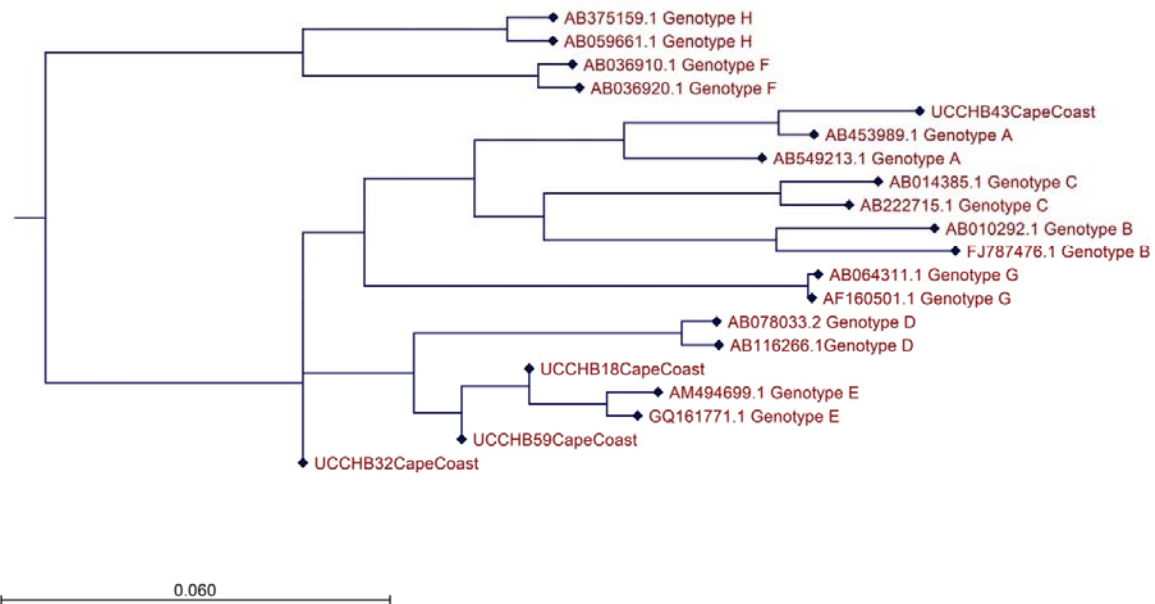 AB375159.1 Genotype H
AB059661.1 Genotype H
AB036910.1 Genotype F
AB036920.1 Genotype F
UCCHB43CapeCoast
AB453989.1 Genotype A
AB549213.1 Genotype A
AB014385.1 Genotype C
AB222715.1 Genotype C
AB010292.1 Genotype B
FJ787476.1 Genotype B
AB064311.1 Genotype G
AF160501.1 Genotype G
AB078033.2 Genotype D
AB116266.1Genotype D
UCCHB18CapeCoast
AM494699.1 Genotype E
GQ161771.1 Genotype E
UCCHB59CapeCoast
UCCHB32CapeCoast
0.060